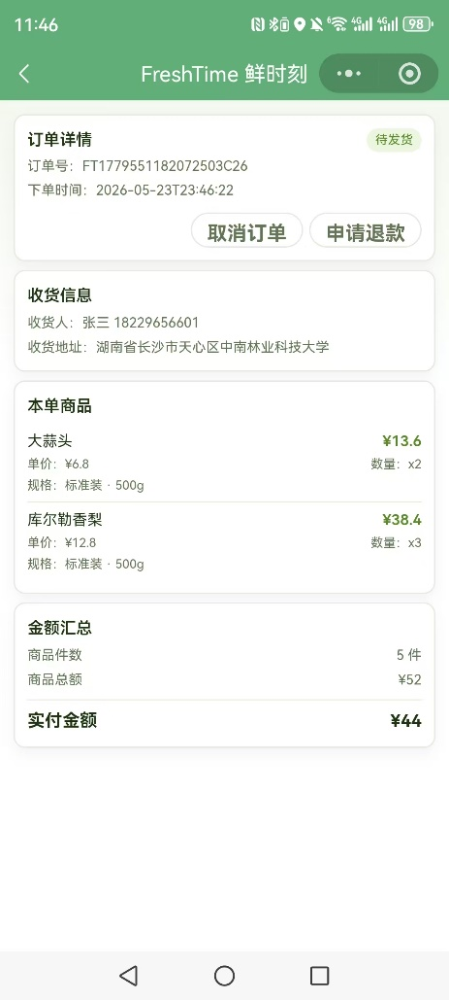 11:46
6 4G 4G 98
FreshTime 鲜时刻
订单详情 待发货
订单号：FT1779551182072503C26
下单时间：2026-05-23T23:46:22
取消订单 申请退款
收货信息
收货人：张三 18229656601
收货地址：湖南省长沙市天心区中南林业科技大学
本单商品
大蒜头 ¥13.6
单价：¥6.8 数量：x2
规格：标准装 · 500g
库尔勒香梨 ¥38.4
单价：¥12.8 数量：x3
规格：标准装 · 500g
金额汇总
商品件数 5 件
商品总额 ¥52
实付金额 ¥44